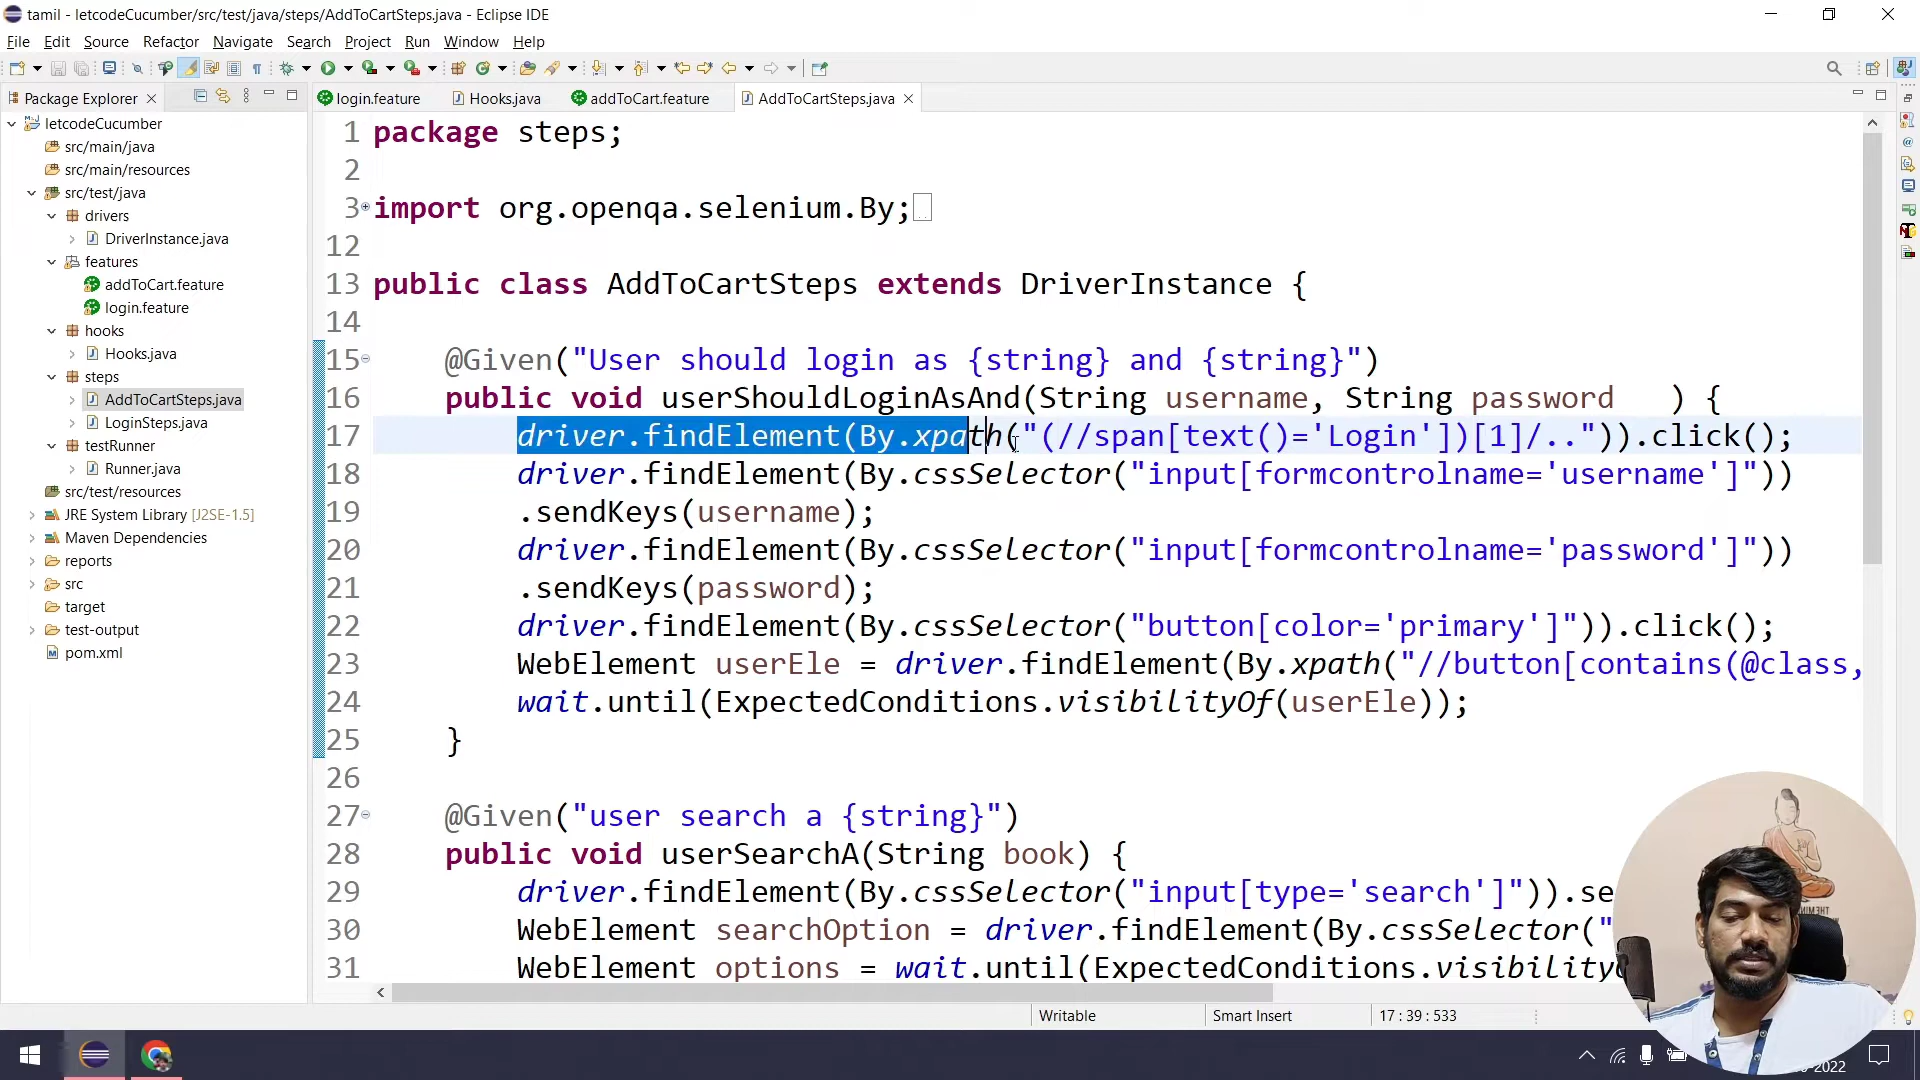 tamil - letcodeCucumber/src/test/java/steps/AddToCartSteps.java - Eclipse IDE
File Edit Source Refactor Navigate Search Project Run Window Help
Package Explorer
login.feature Hooks.java addToCart.feature AddToCartSteps.java
letcodeCucumber
src/main/java
src/main/resources
src/test/java
drivers
DriverInstance.java
features
addToCart.feature
login.feature
hooks
Hooks.java
steps
AddToCartSteps.java
LoginSteps.java
testRunner
Runner.java
src/test/resources
JRE System Library [J2SE-1.5]
Maven Dependencies
reports
src
target
test-output
pom.xml
1 package steps;
2
3 import org.openqa.selenium.By;
12
13 public class AddToCartSteps extends DriverInstance {
14
15 @Given("User should login as {string} and {string}")
16 public void userShouldLoginAsAnd(String username, String password ) {
17 driver.findElement(By.xpath("(//span[text()='Login'])[1]/..")).click();
18 driver.findElement(By.cssSelector("input[formcontrolname='username']"))
19 .sendKeys(username);
20 driver.findElement(By.cssSelector("input[formcontrolname='password']"))
21 .sendKeys(password);
22 driver.findElement(By.cssSelector("button[color='primary']")).click();
23 WebElement userEle = driver.findElement(By.xpath("//button[contains(@class,
24 wait.until(ExpectedConditions.visibilityOf(userEle));
25 }
26
27 @Given("user search a {string}")
28 public void userSearchA(String book) {
29 driver.findElement(By.cssSelector("input[type='search']")).se
30 WebElement searchOption = driver.findElement(By.cssSelector("
31 WebElement options = wait.until(ExpectedConditions.visibility
Writable Smart Insert 17 : 39 : 533